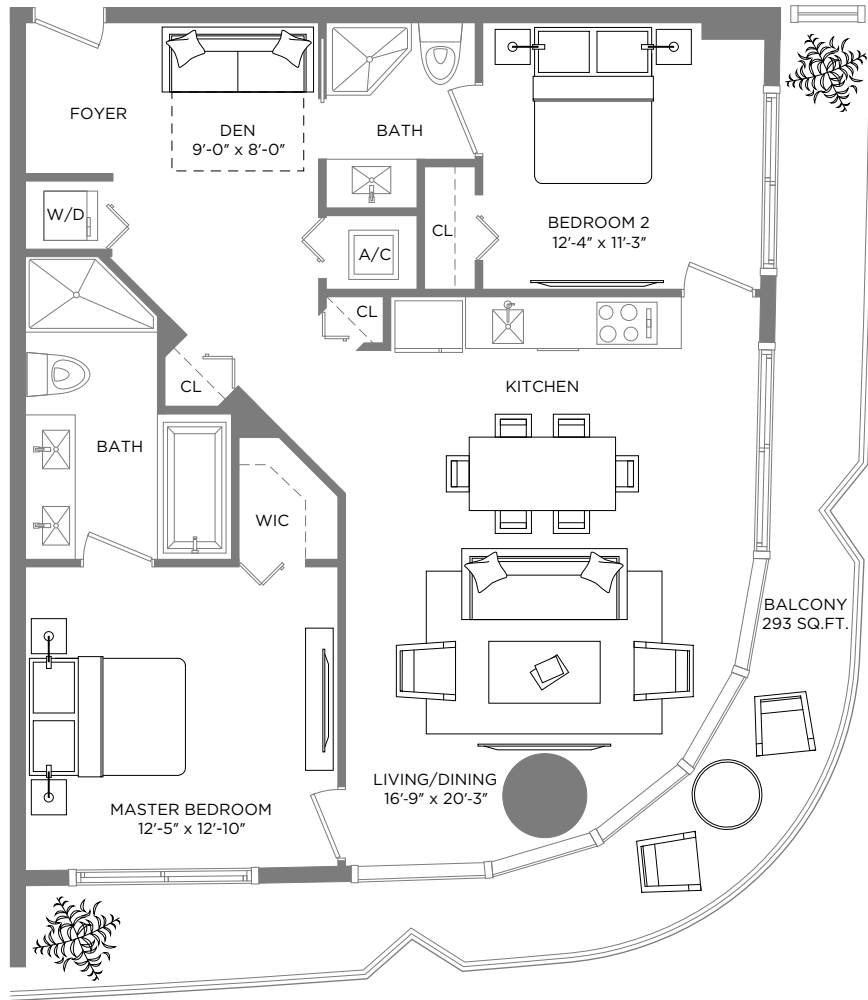 FOYER
DEN
9'-0" x 8'-0"
BATH
W/D
A/C
CL
BEDROOM 2
12'-4" x 11'-3"
CL
CL
KITCHEN
BATH
WIC
BALCONY
293 SQ.FT.
LIVING/DINING
16'-9" x 20'-3"
MASTER BEDROOM
12'-5" x 12'-10"